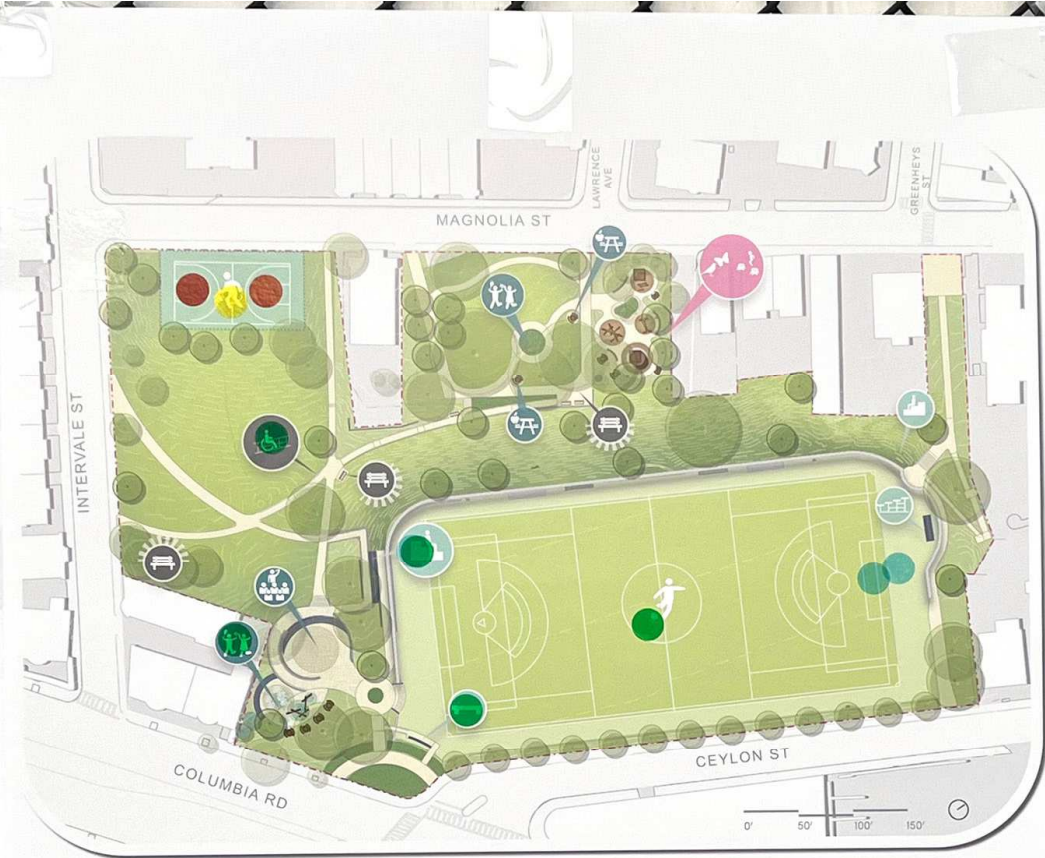 LAWRENCE
AVE
GREENHEYS
ST
MAGNOLIA ST
INTERVALE ST
COLUMBIA RD
CEYLON ST
0' 50' 100' 150'